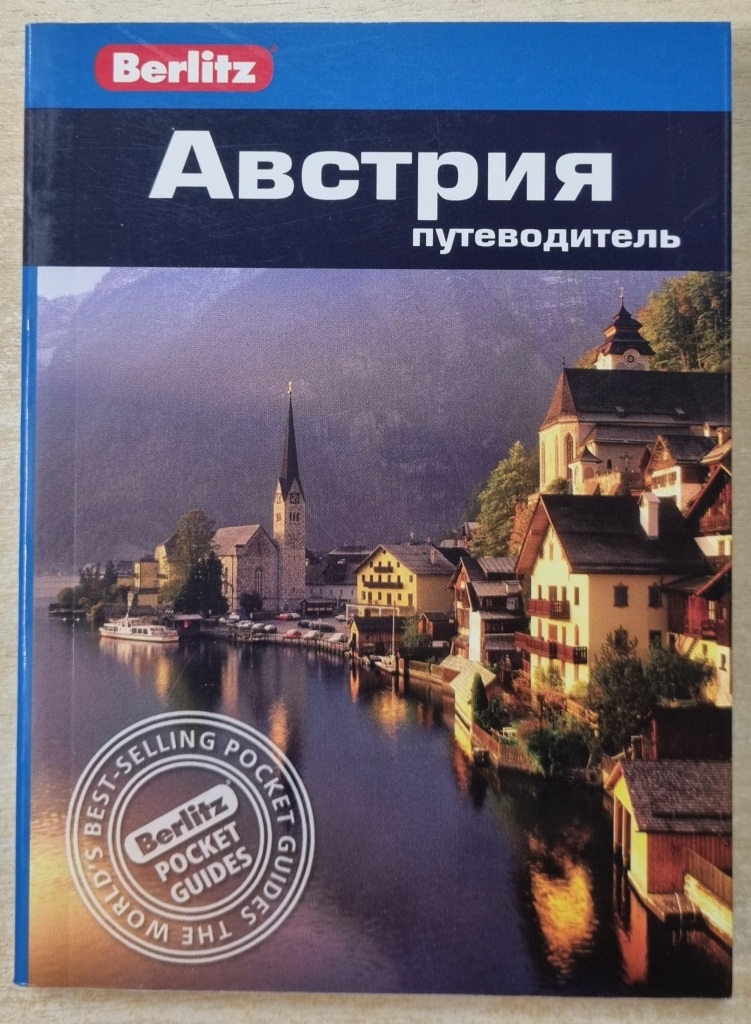 Berlitz®
Австрия
путеводитель
THE WORLD'S BEST-SELLING POCKET GUIDES
Berlitz®
POCKET
GUIDES